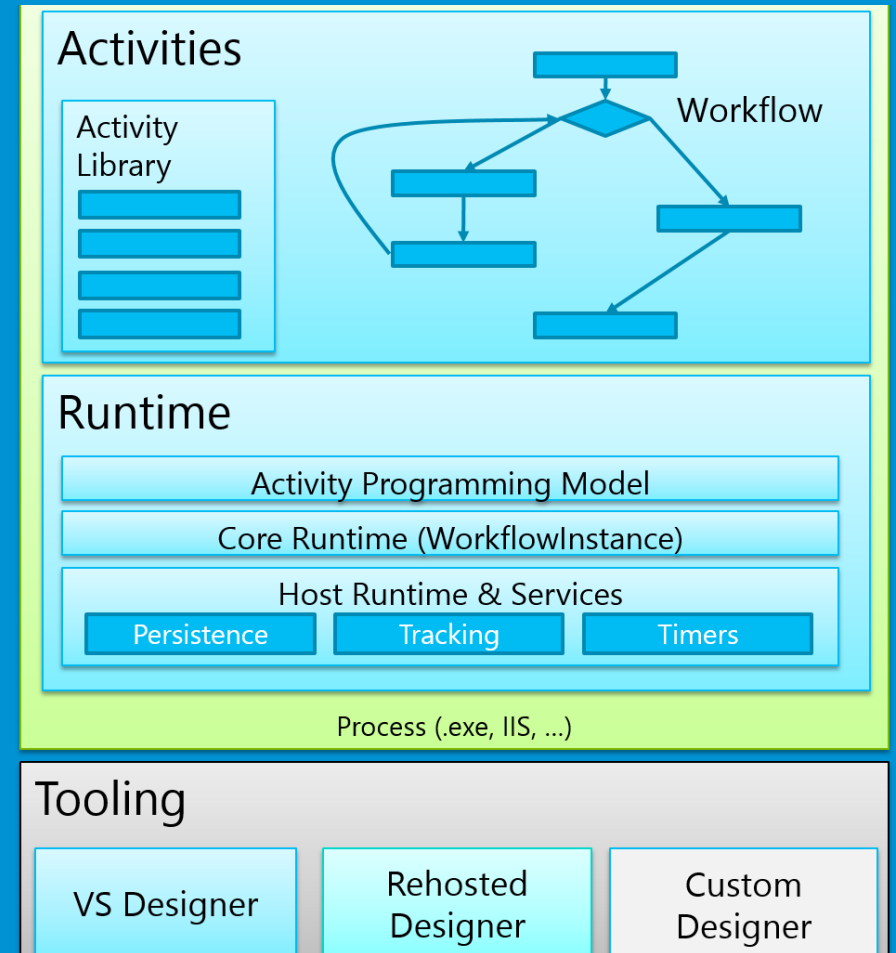 Activities
Workflow
Activity
Library
Runtime
Activity Programming Model
Core Runtime (WorkflowInstance)
Host Runtime & Services
Persistence
Tracking
Timers
Process (.exe, IIS, ...)
Tooling
VS Designer
Rehosted
Designer
Custom
Designer